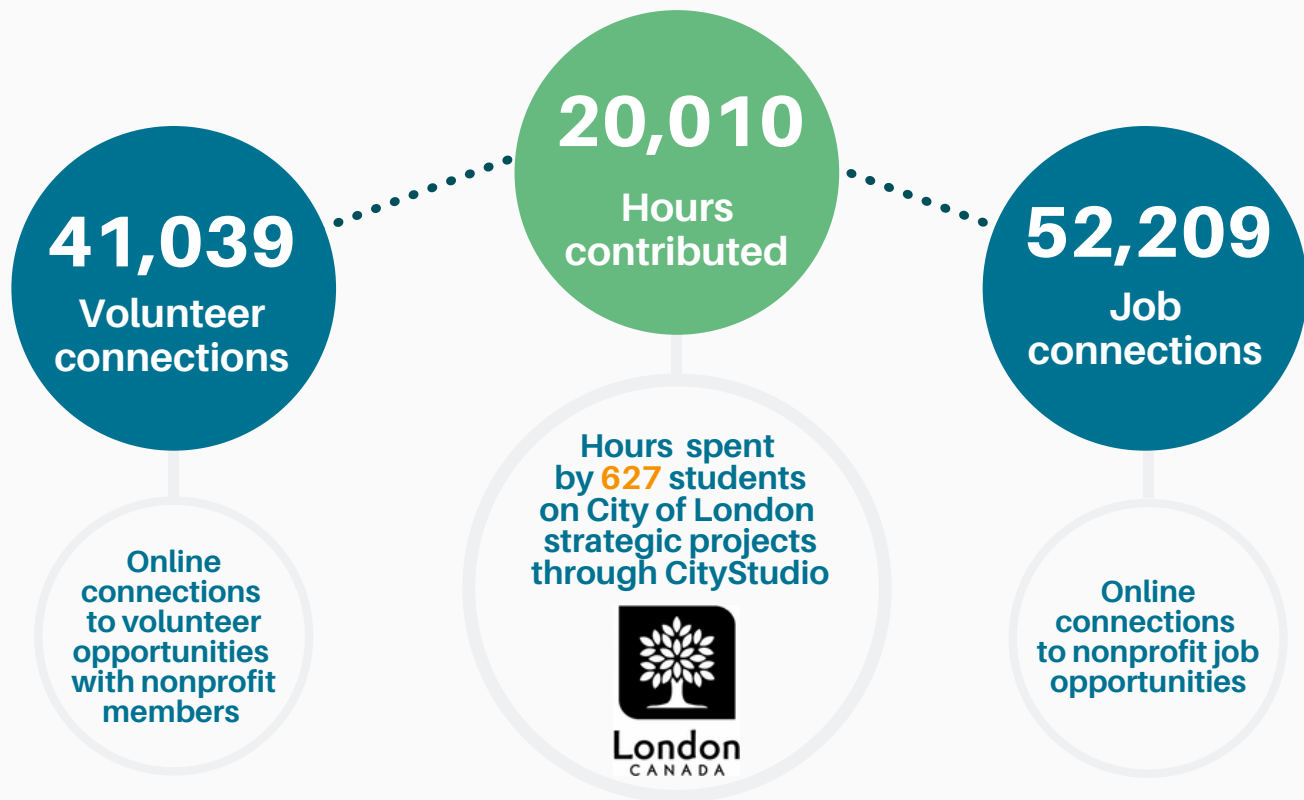 41,039
Volunteer
connections
Online
connections
to volunteer
opportunities
with nonprofit
members
20,010
Hours
contributed
Hours spent
by 627 students
on City of London
strategic projects
through CityStudio
London
CANADA
52,209
Job
connections
Online
connections
to nonprofit job
opportunities